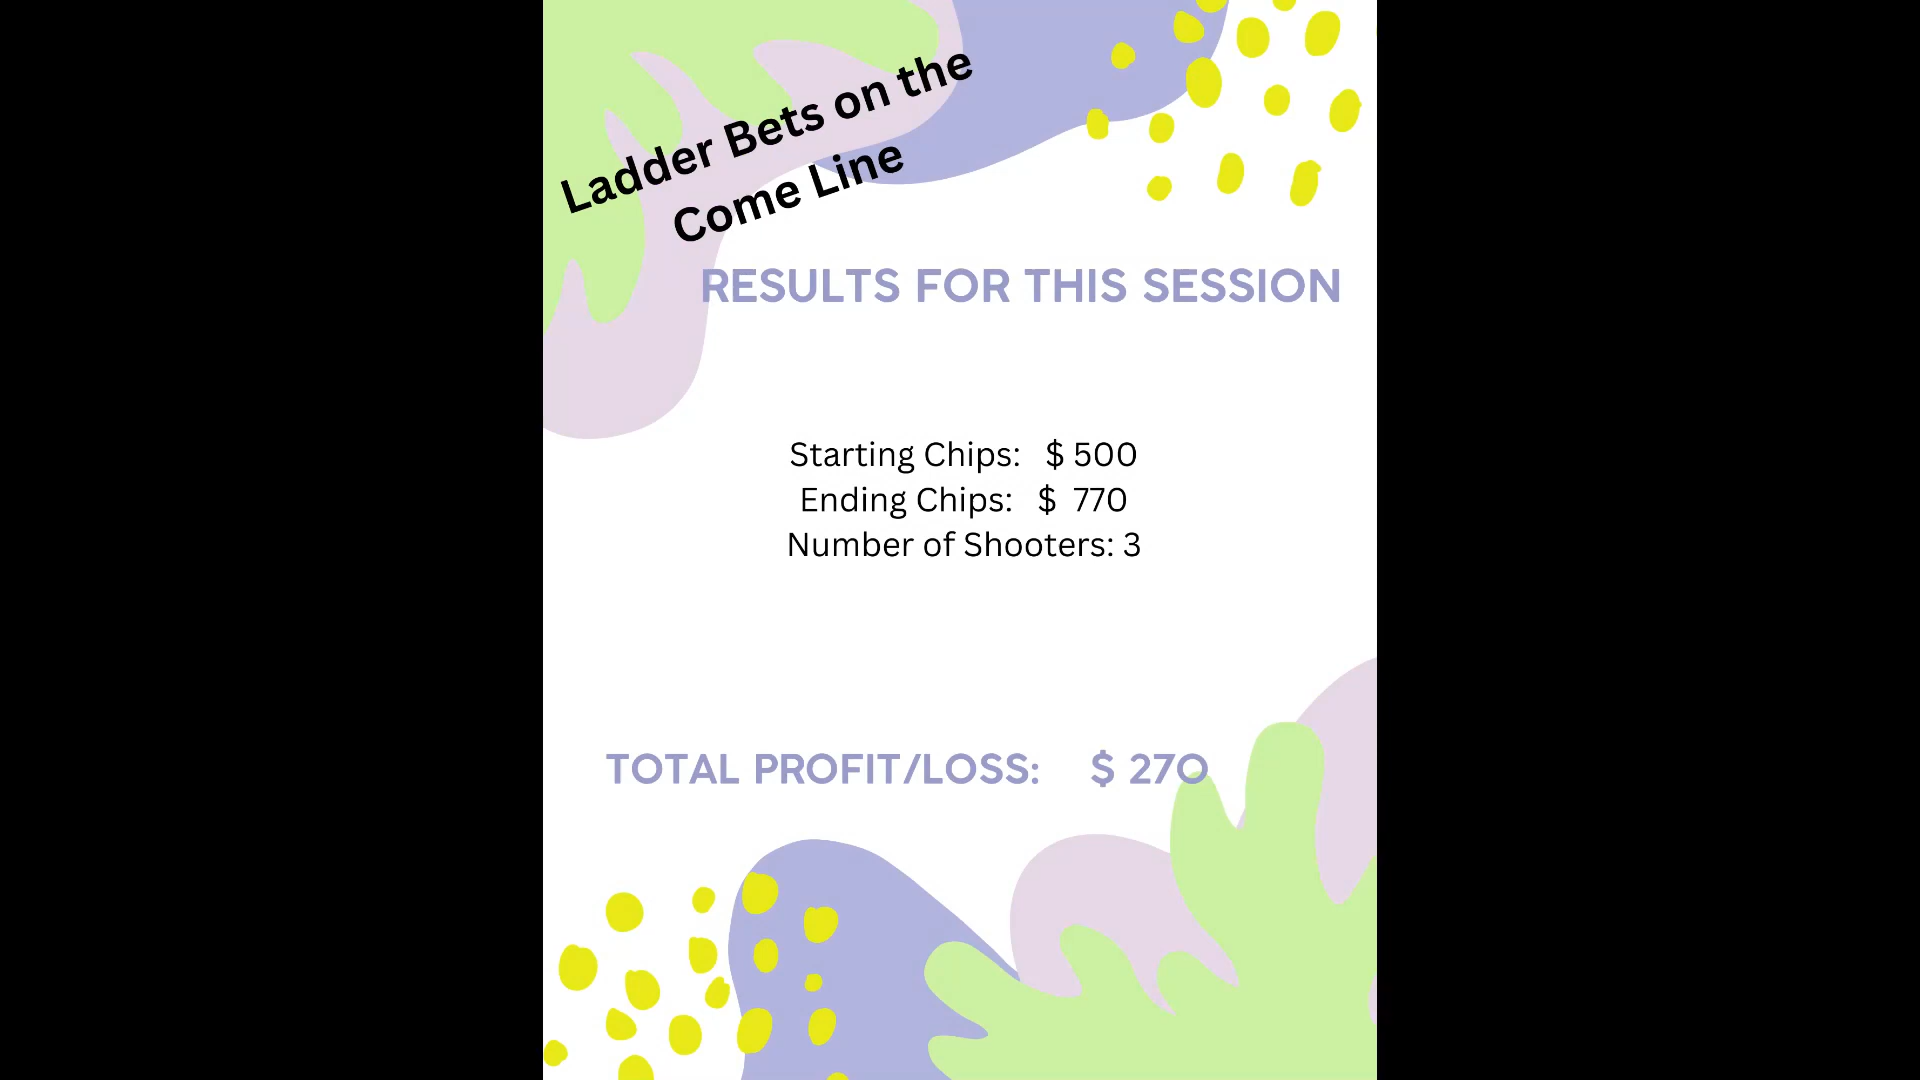 Ladder Bets on the
Come Line
RESULTS FOR THIS SESSION
Starting Chips: $ 500
Ending Chips: $ 770
Number of Shooters: 3
TOTAL PROFIT/LOSS: $ 270